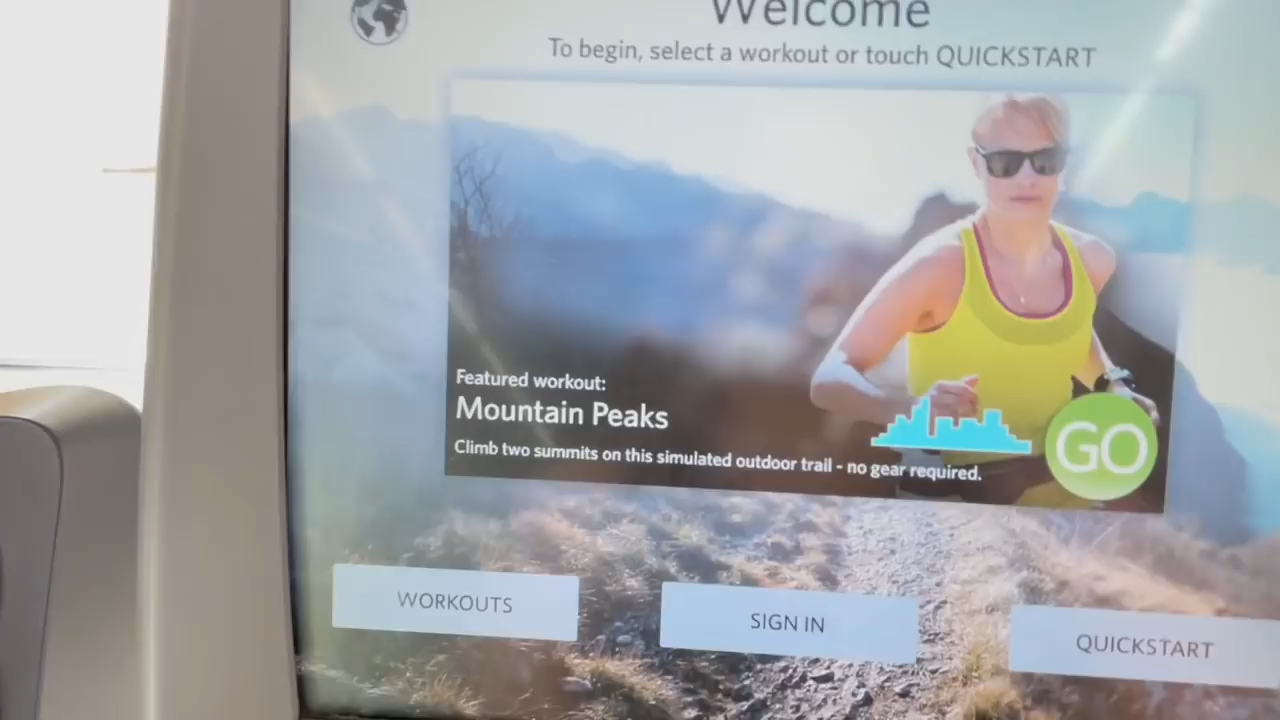 Welcome
To begin, select a workout or touch QUICKSTART
Featured workout:
Mountain Peaks
Climb two summits on this simulated outdoor trail - no gear required.
GO
WORKOUTS
SIGN IN
QUICKSTART